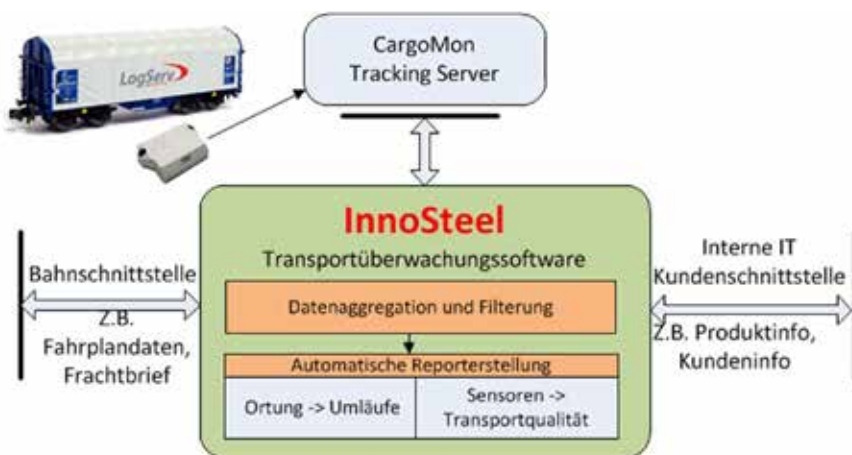 LogServ
CargoMon
Tracking Server
InnoSteel
Transportüberwachungssoftware
Bahnschnittstelle
Z.B.
Fahrplandaten,
Frachtbrief
Datenaggregation und Filterung
Automatische Reporterstellung
Ortung -> Umläufe
Sensoren ->
Transportqualität
Interne IT
Kundenschnittstelle
Z.B. Produktinfo,
Kundeninfo